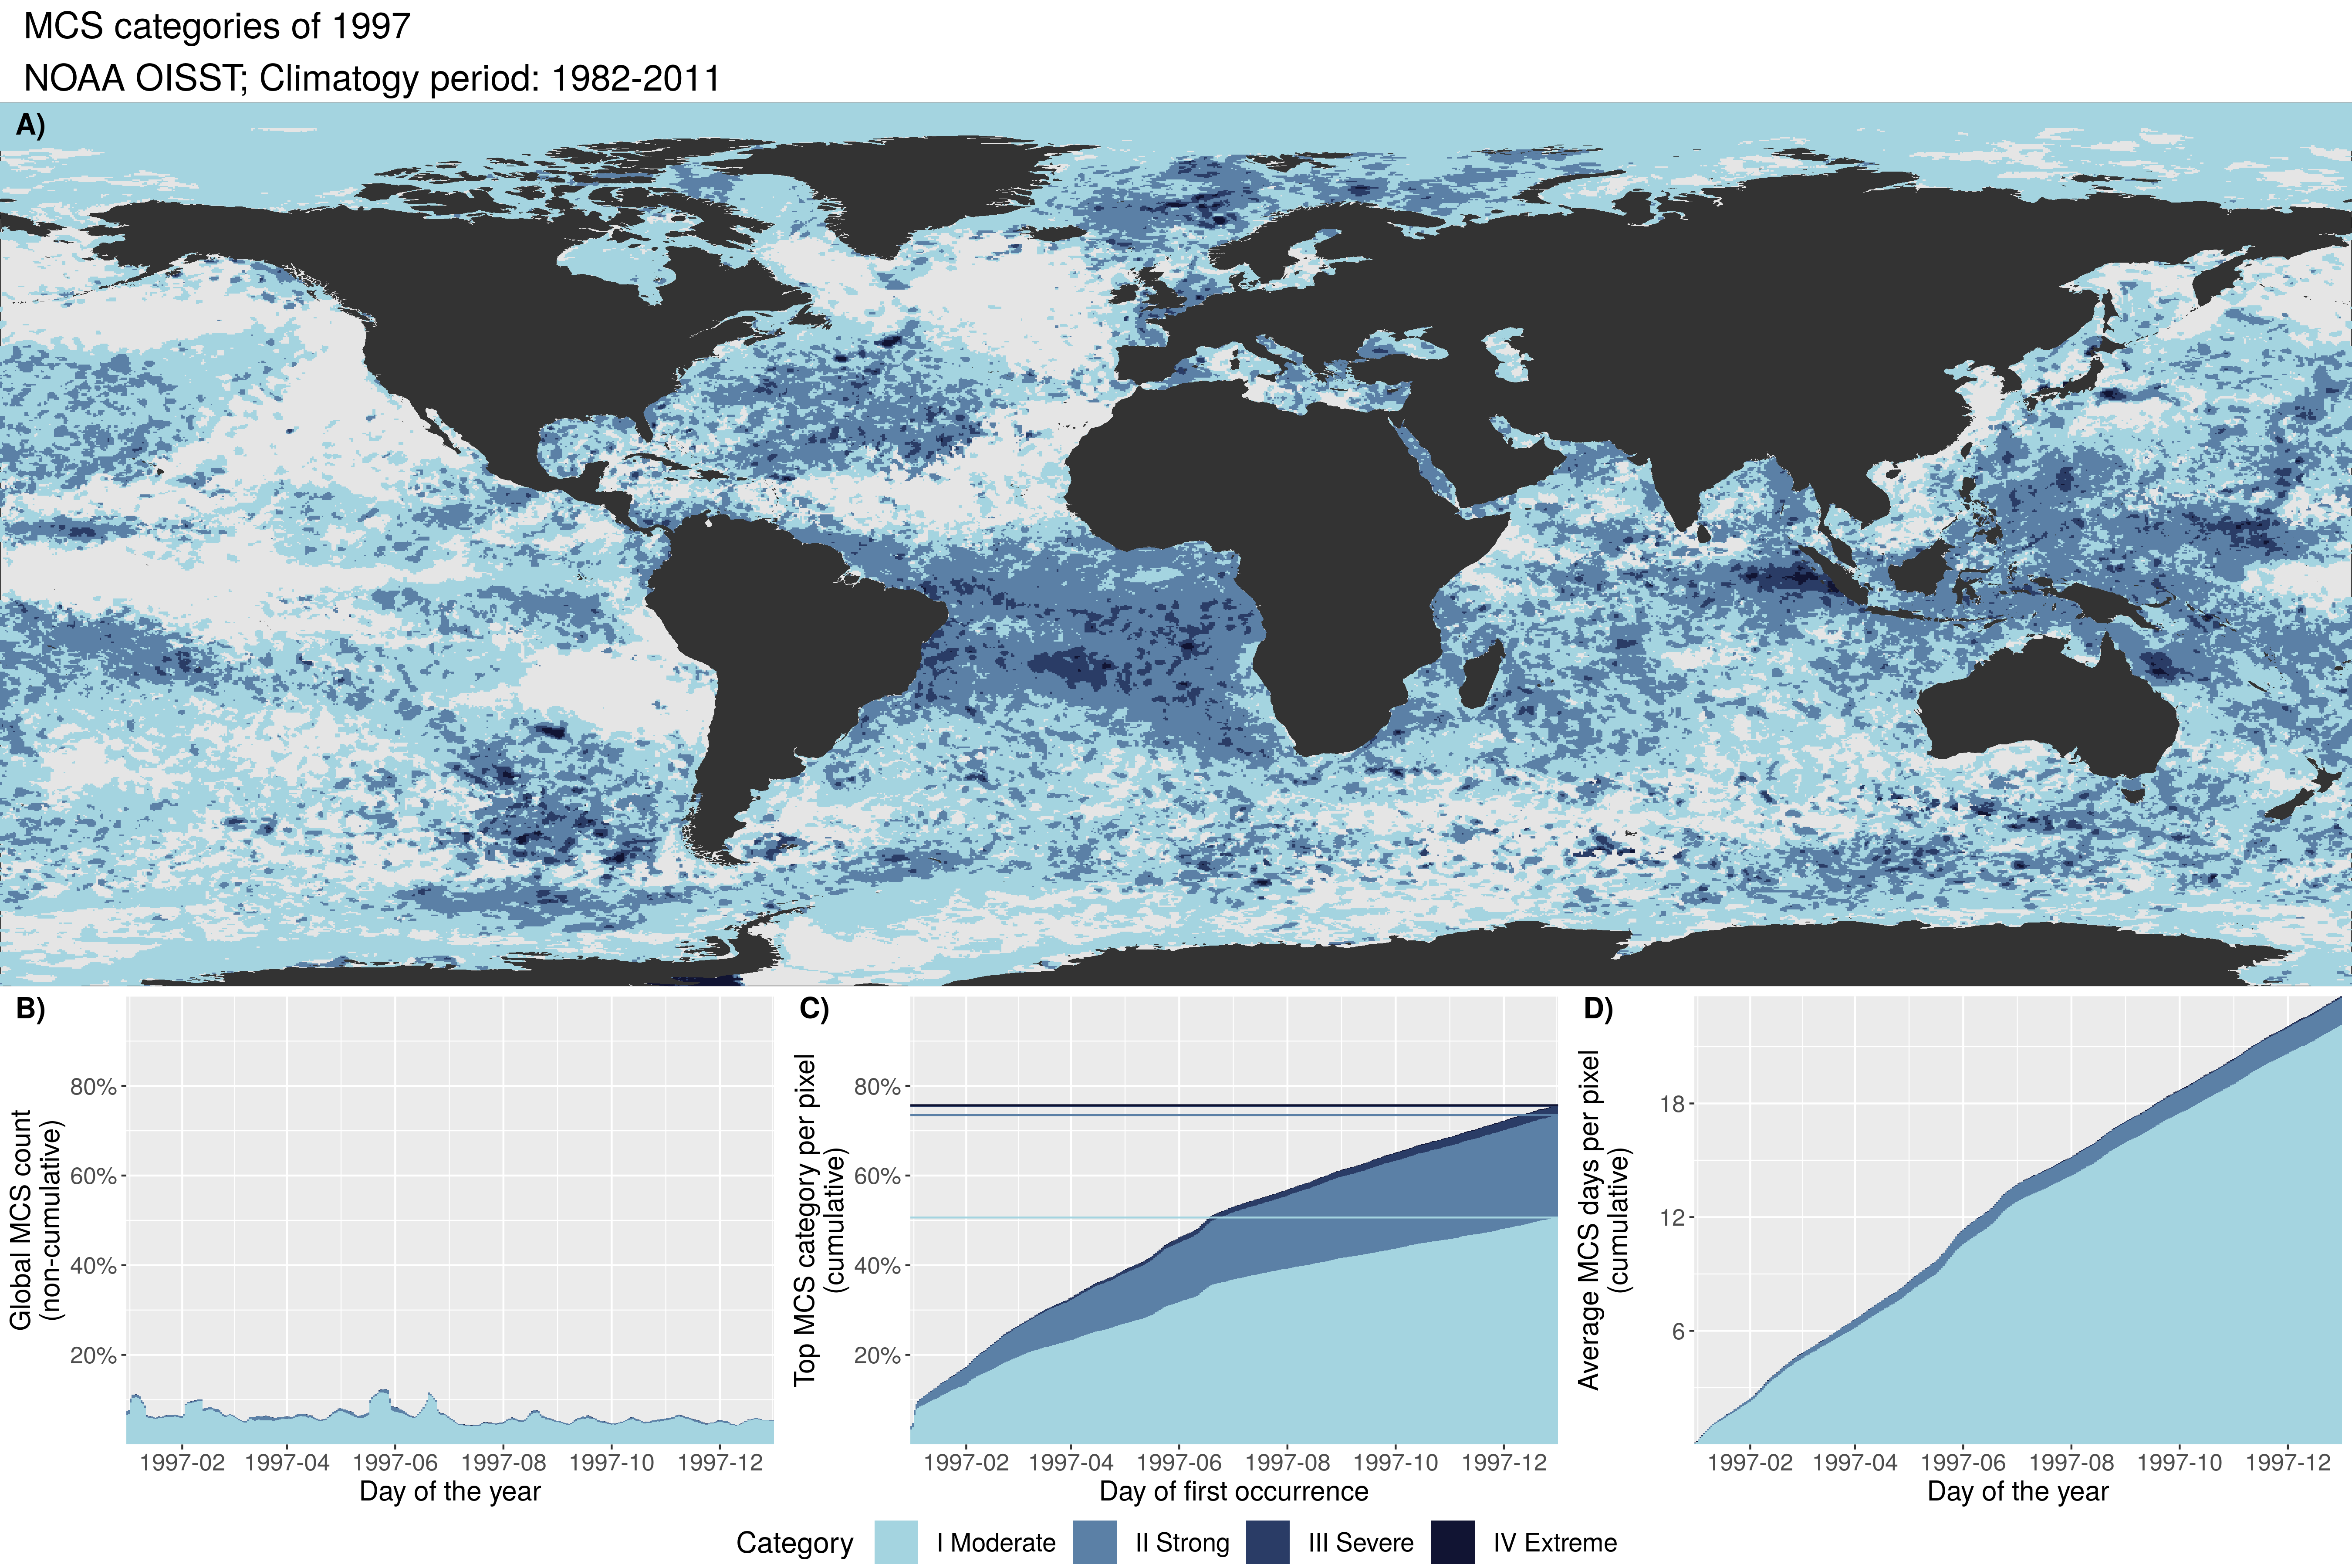 MCS categories of 1997
NOAA OISST; Climatogy period: 1982-2011
A)
B)
Global MCS count
(non-cumulative)
80%
60%
40%
20%
1997-02 1997-04 1997-06 1997-08 1997-10 1997-12
Day of the year
C)
Top MCS category per pixel
(cumulative)
80%
60%
40%
20%
1997-02 1997-04 1997-06 1997-08 1997-10 1997-12
Day of first occurrence
D)
Average MCS days per pixel
(cumulative)
18
12
6
1997-02 1997-04 1997-06 1997-08 1997-10 1997-12
Day of the year
Category I Moderate II Strong III Severe IV Extreme